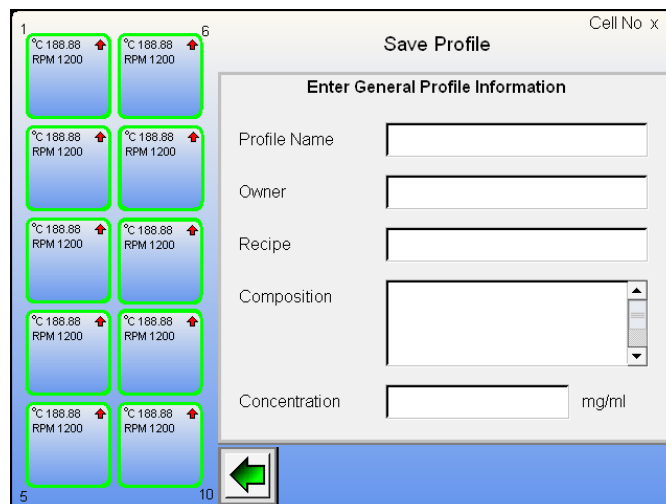 1
6
°C 188.88
RPM 1200
°C 188.88
RPM 1200
°C 188.88
RPM 1200
°C 188.88
RPM 1200
°C 188.88
RPM 1200
°C 188.88
RPM 1200
°C 188.88
RPM 1200
°C 188.88
RPM 1200
°C 188.88
RPM 1200
°C 188.88
RPM 1200
5
10
Cell No x
Save Profile
Enter General Profile Information
Profile Name
Owner
Recipe
Composition
Concentration mg/ml